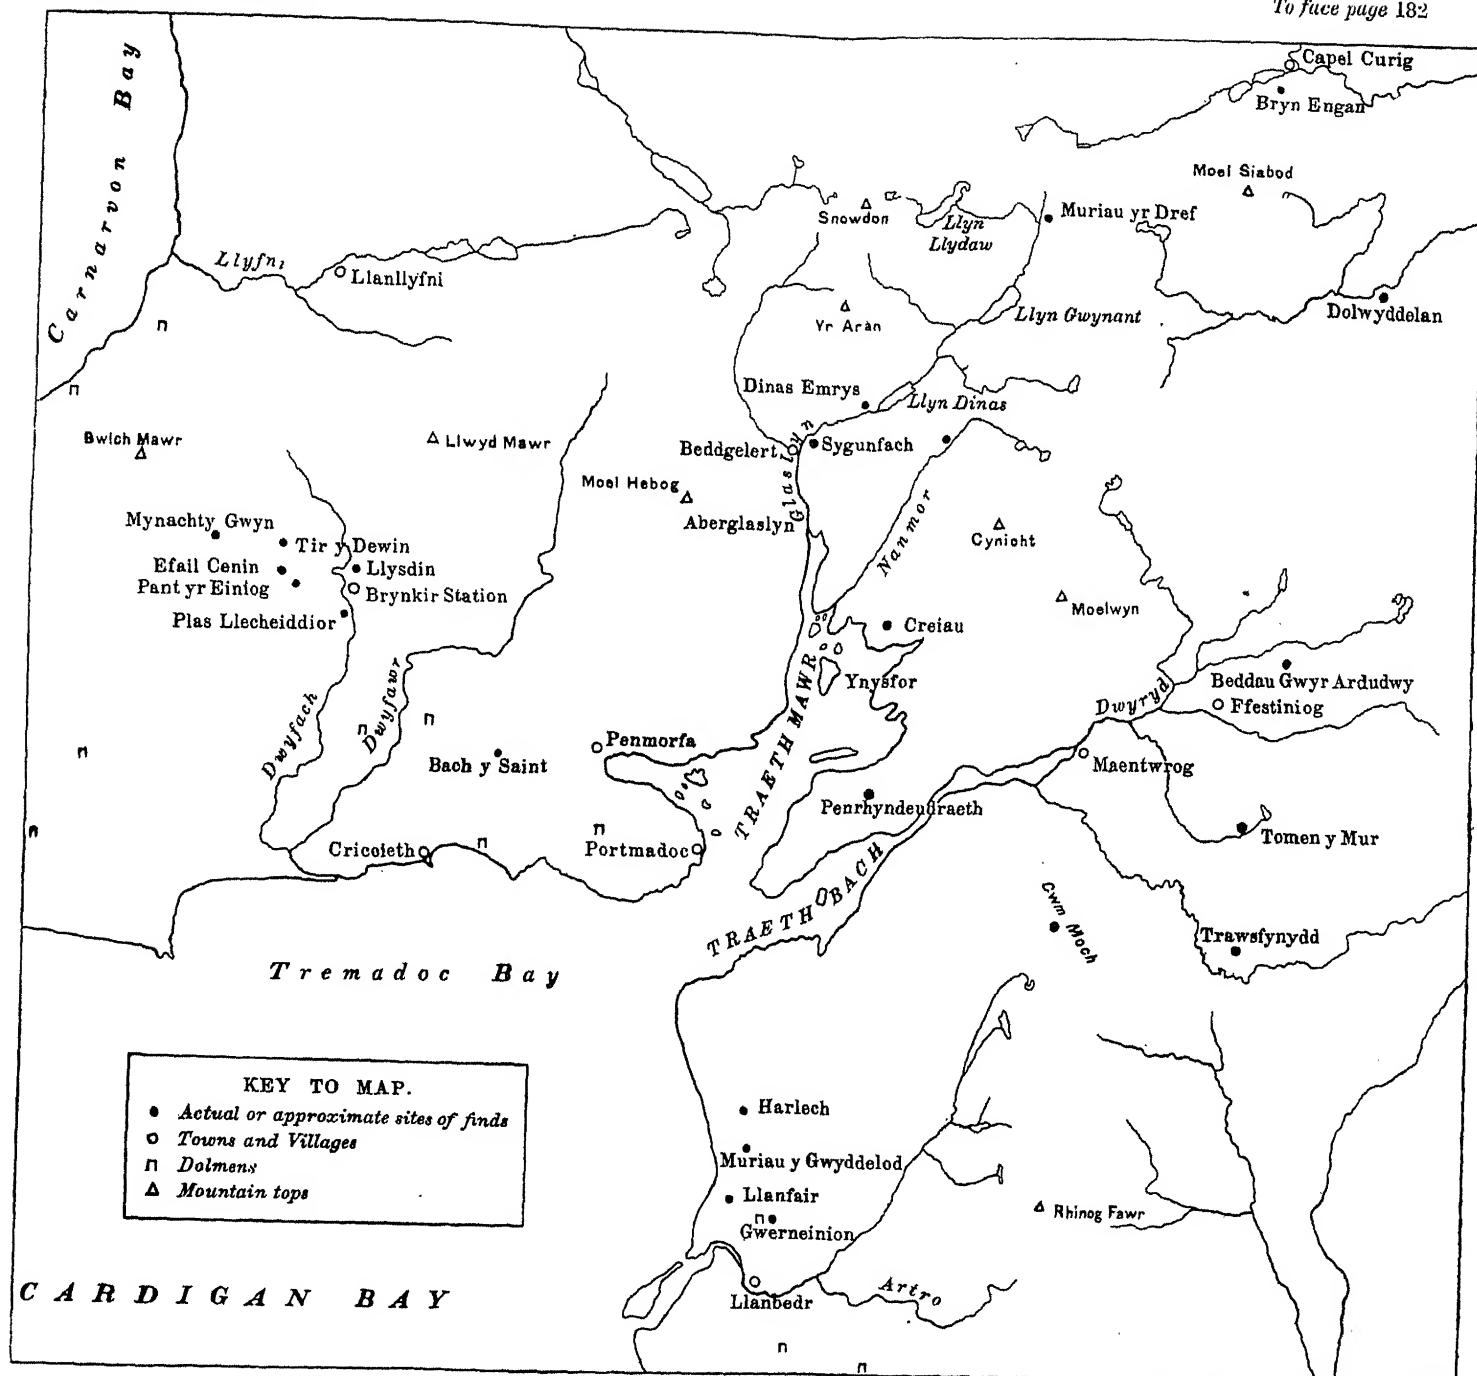 To face page 182
Carnarvon Bay
Capel Curig
Bryn Engan
Moel Siabod
Snowdon
Llyn
Llydaw
Muriau yr Dref
Llyfni
Llanllyfni
Yr Aràn
Llyn Gwynant
Dolwyddelan
Dinas Emrys
Llyn Dinas
Bwlch Mawr
Llwyd Mawr
Beddgelert
Sygunfach
Glaslyn
Moel Hebog
Aberglaslyn
Nanmor
Cynicht
Mynachty Gwyn
Tir y Dewin
Efail Cenin
Llysdin
Pant yr Einiog
Brynkir Station
Plas Llecheiddior
Moelwyn
Creiau
Ynysfor
Beddau Gwyr Ardudwy
Ffestiniog
Dwyryd
Dwyfach
Dwyfawr
Penmorfa
Bach y Saint
TRAETH MAWR
Maentwrog
Penrhyndeudraeth
Tomen y Mur
Criccieth
Portmadoc
TRAETH BACH
Cwm Moch
Trawsfynydd
Tremadoc Bay
KEY TO MAP.
Actual or approximate sites of finds
Towns and Villages
Dolmens
Mountain tops
Harlech
Muriau y Gwyddelod
Llanfair
Gwerneinion
Rhinog Fawr
Llanbedr
Artro
CARDIGAN BAY